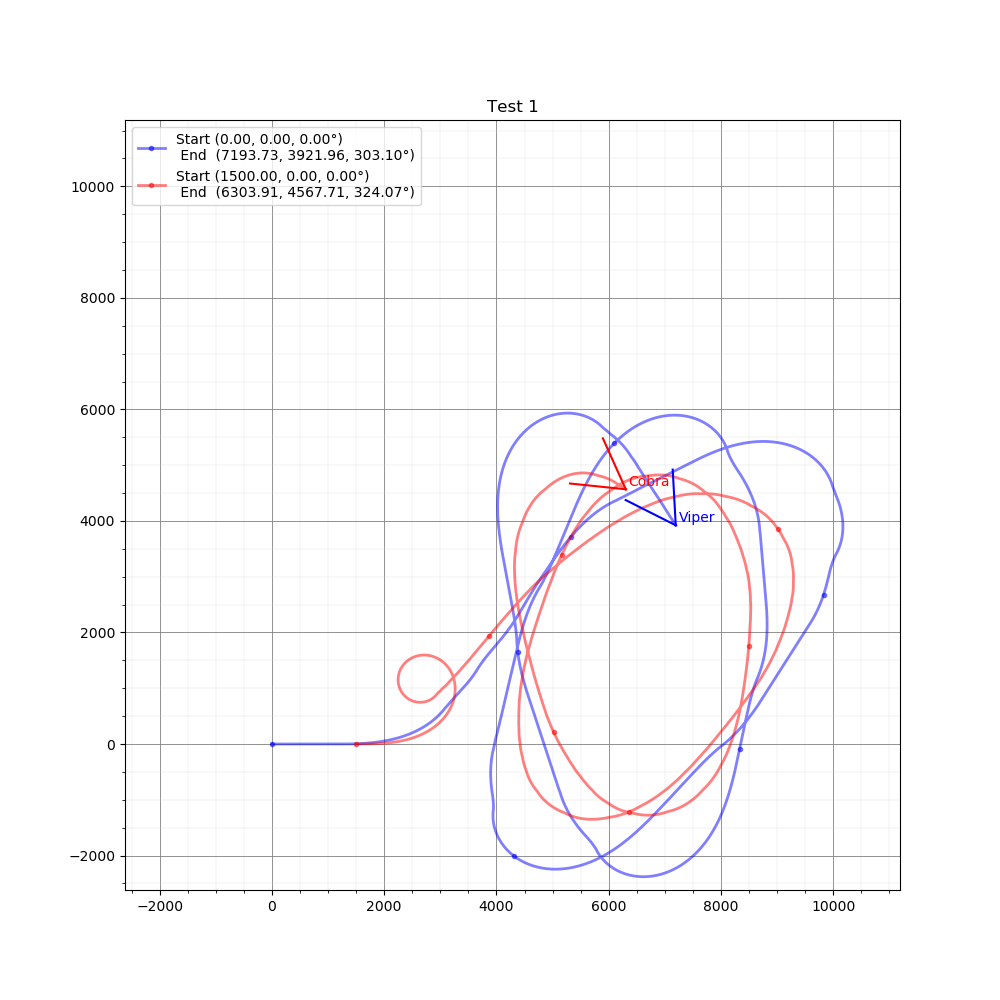 Test 1
Start (0.00, 0.00, 0.00°)
End  (7193.73, 3921.96, 303.10°)
Start (1500.00, 0.00, 0.00°)
End  (6303.91, 4567.71, 324.07°)
10000
8000
6000
4000
2000
0
−2000
Cobra
Viper
−2000
0
2000
4000
6000
8000
10000